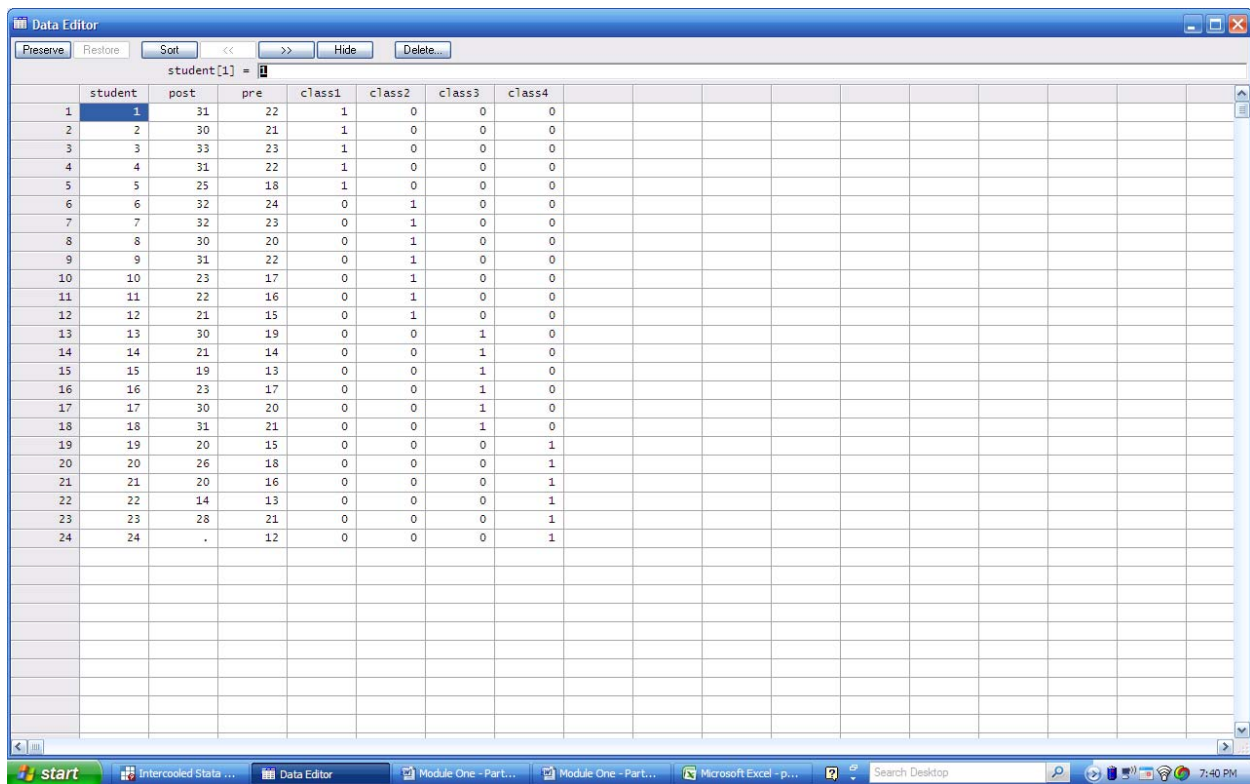 Data Editor
Preserve Restore Sort << >> Hide Delete...
student[1] = 1
student post pre class1 class2 class3 class4
1 1 31 22 1 0 0 0
2 2 30 21 1 0 0 0
3 3 33 23 1 0 0 0
4 4 31 22 1 0 0 0
5 5 25 18 1 0 0 0
6 6 32 24 0 1 0 0
7 7 32 23 0 1 0 0
8 8 30 20 0 1 0 0
9 9 31 22 0 1 0 0
10 10 23 17 0 1 0 0
11 11 22 16 0 1 0 0
12 12 21 15 0 1 0 0
13 13 30 19 0 0 1 0
14 14 21 14 0 0 1 0
15 15 19 13 0 0 1 0
16 16 23 17 0 0 1 0
17 17 30 20 0 0 1 0
18 18 31 21 0 0 1 0
19 19 20 15 0 0 0 1
20 20 26 18 0 0 0 1
21 21 20 16 0 0 0 1
22 22 14 13 0 0 0 1
23 23 28 21 0 0 0 1
24 24 . 12 0 0 0 1
start Intercooled Stata ... Data Editor Module One - Part... Module One - Part... Microsoft Excel - p... Search Desktop 7:40 PM